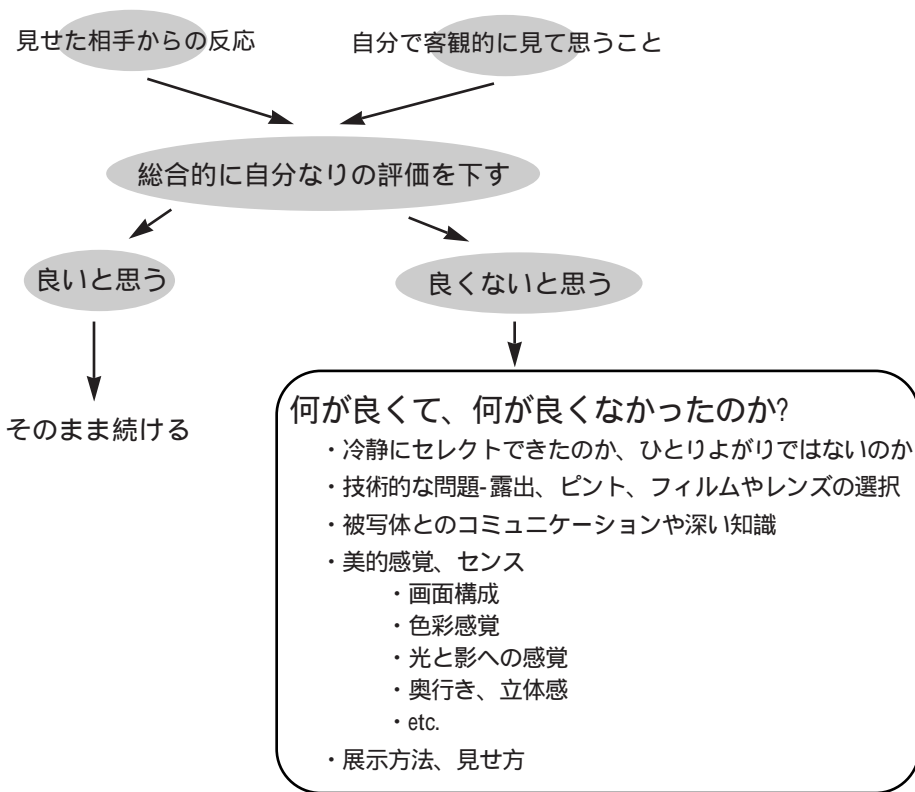 見せた相手からの反応
自分で客観的に見て思うこと
総合的に自分なりの評価を下す
良いと思う
良くないと思う
そのまま続ける
何が良くて、何が良くなかったのか?
・冷静にセレクトできたのか、ひとりよがりではないのか
・技術的な問題-露出、ピント、フィルムやレンズの選択
・被写体とのコミュニケーションや深い知識
・美的感覚、センス
・画面構成
・色彩感覚
・光と影への感覚
・奥行き、立体感
・etc.
・展示方法、見せ方